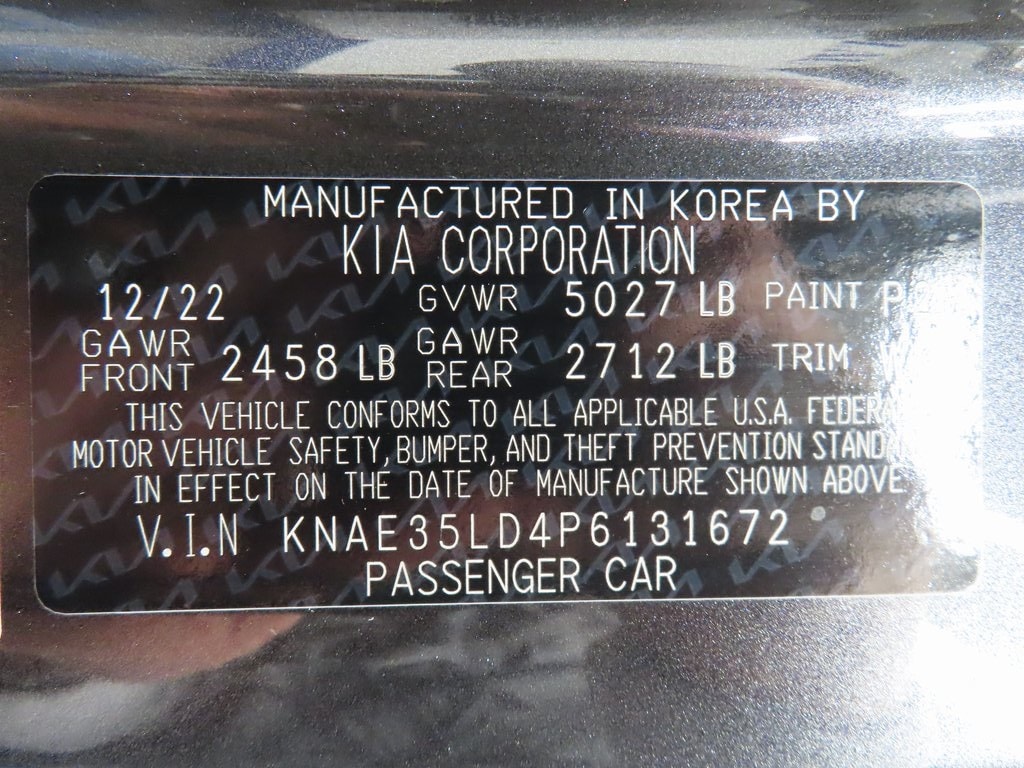 MANUFACTURED IN KOREA BY
KIA CORPORATION
12/22 GVWR 5027 LB PAINT
GAWR FRONT 2458 LB GAWR REAR 2712 LB TRIM
THIS VEHICLE CONFORMS TO ALL APPLICABLE U.S.A.
MOTOR VEHICLE SAFETY, BUMPER, AND THEFT PREVENTION
IN EFFECT ON THE DATE OF MANUFACTURE SHOWN ABOVE
V.I.N KNAE35LD4P6131672
PASSENGER CAR